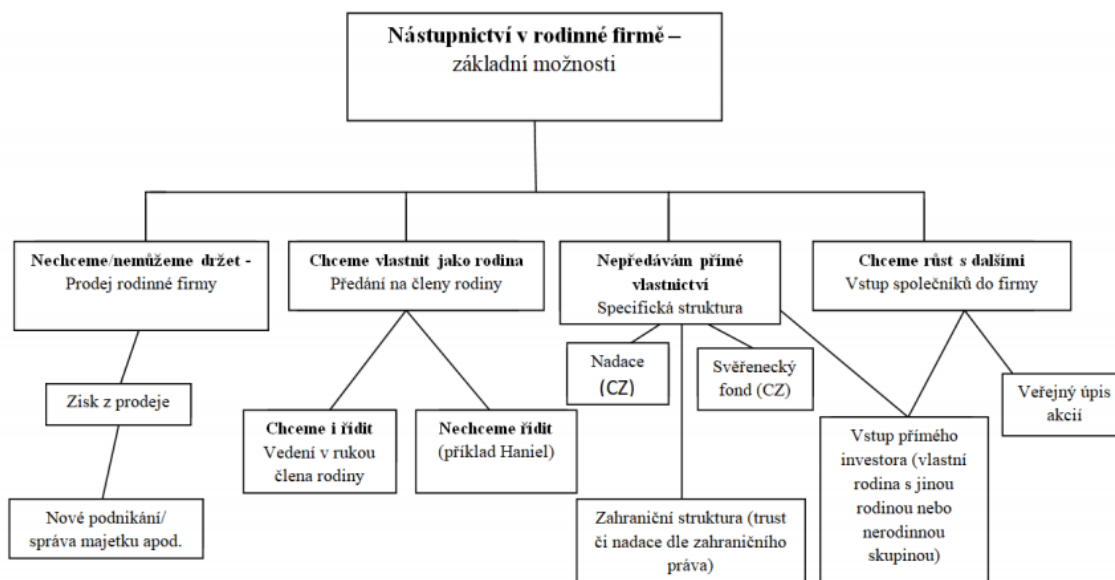 Nástupnictví v rodinné firmě –
základní možnosti
Nechceme/nemůžeme držet -
Prodej rodinné firmy
Chceme vlastnit jako rodina
Předání na členy rodiny
Nepředávám přímé
vlastnictví
Specifická struktura
Chceme růst s dalšími
Vstup společníků do firmy
Nadace
(CZ)
Svěřenecký
fond (CZ)
Veřejný úpis
akcií
Zisk z prodeje
Chceme i řídit
Vedení v rukou
člena rodiny
Nechceme řídit
(příklad Haniel)
Vstup přímého
investora (vlastní
rodina s jinou
rodinou nebo
nerodinnou
skupinou)
Nové podnikání/
správa majetku apod.
Zahraniční struktura (trust
či nadace dle zahraničního
práva)